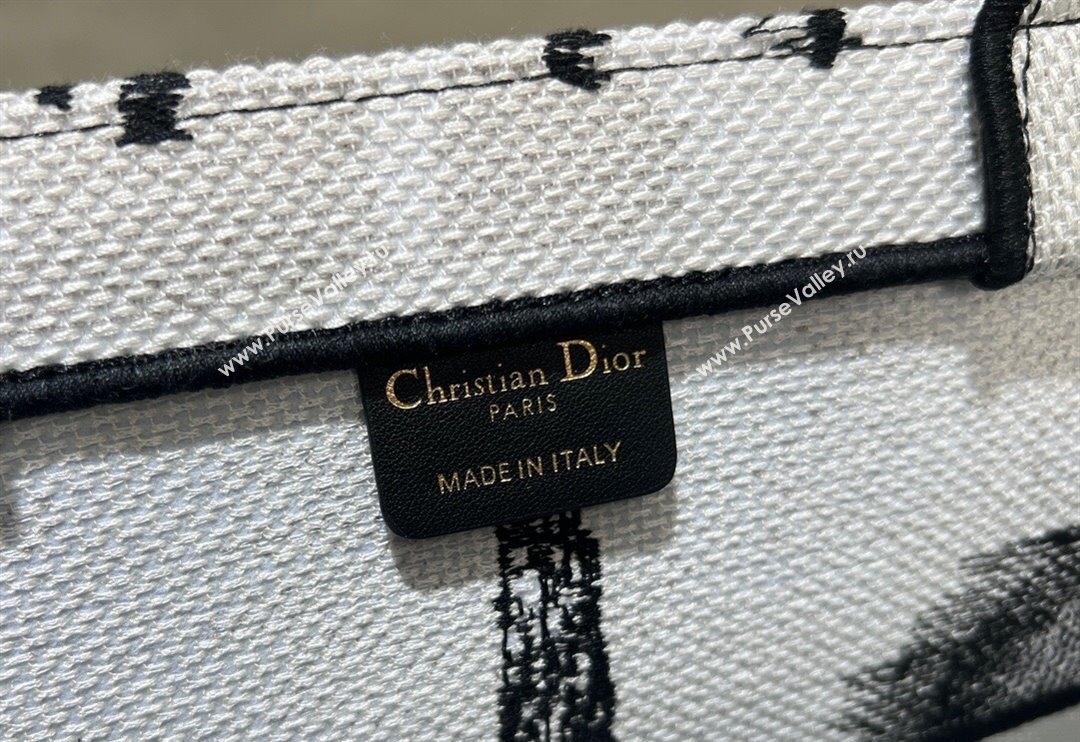 www.PurseValley.ru
www.PurseValley.ru
Christian Dior
PARIS
MADE IN ITALY